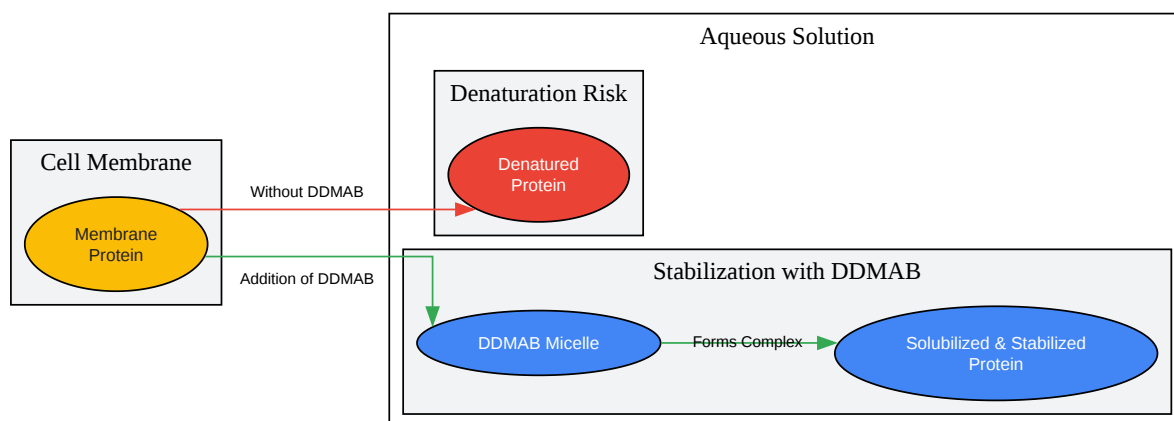 Aqueous Solution
Denaturation Risk
Denatured
Protein
Cell Membrane
Membrane
Protein
Without DDMAB
Addition of DDMAB
Stabilization with DDMAB
DDMAB Micelle
Forms Complex
Solubilized & Stabilized
Protein